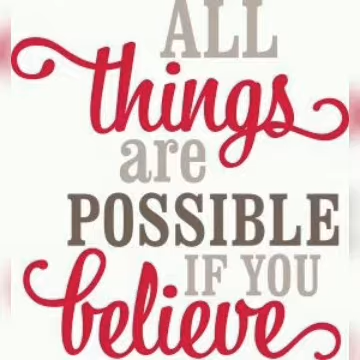 ALL
things
are
POSSIBLE
IF YOU
believe